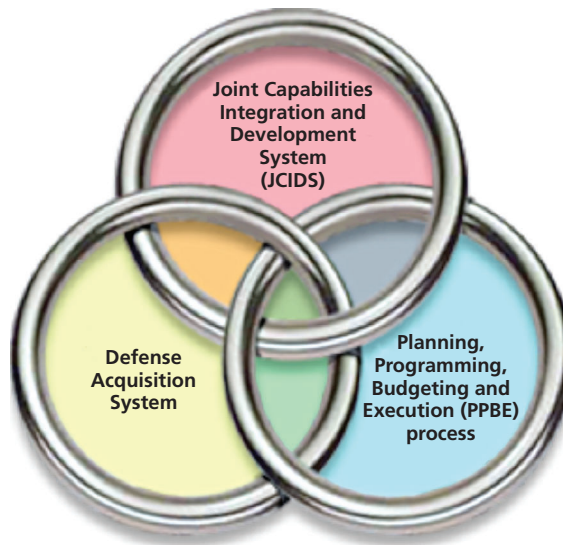 Joint Capabilities
Integration and
Development
System
(JCIDS)
Defense
Acquisition
System
Planning,
Programming,
Budgeting and
Execution (PPBE)
process